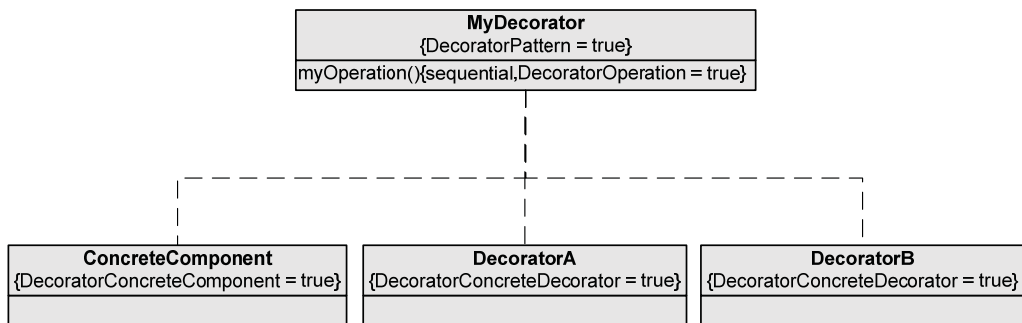 MyDecorator
{DecoratorPattern = true}
myOperation(){sequential,DecoratorOperation = true}
ConcreteComponent
{DecoratorConcreteComponent = true}
DecoratorA
{DecoratorConcreteDecorator = true}
DecoratorB
{DecoratorConcreteDecorator = true}